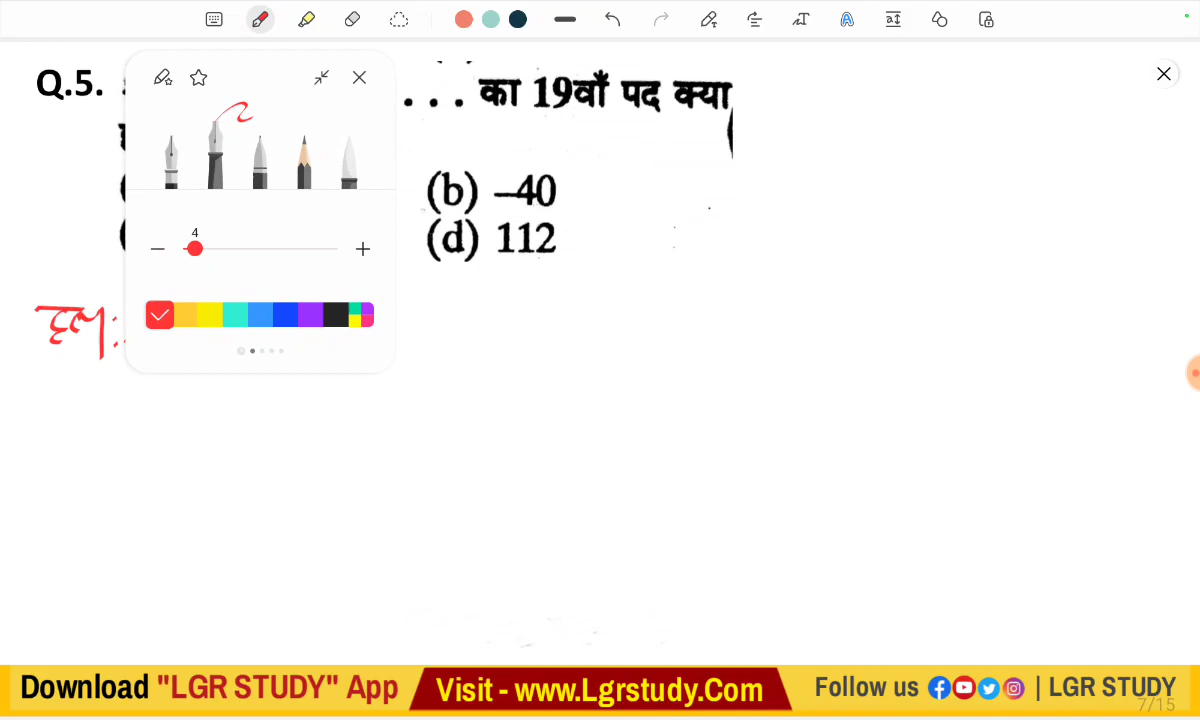 Q.5. . . . का 19वाँ पद क्या
(b) –40
(d) 112
हल:
4
Download "LGR STUDY" App Visit - www.Lgrstudy.Com Follow us | LGR STUDY
7/15